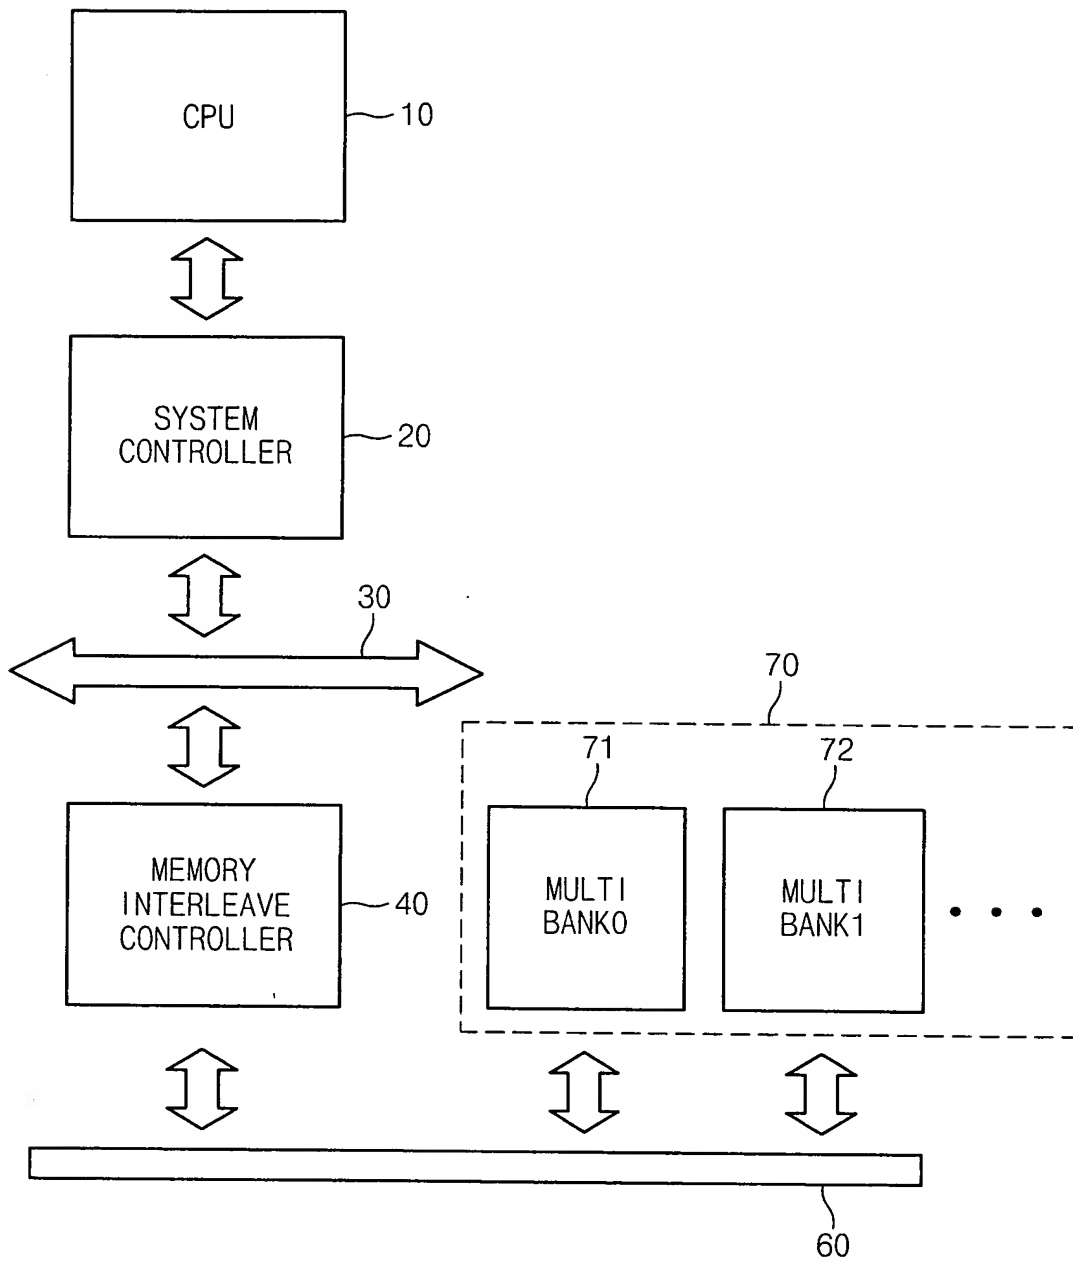 CPU
10
SYSTEM
CONTROLLER
20
30
70
71
72
MEMORY
INTERLEAVE
CONTROLLER
40
MULTI
BANK0
MULTI
BANK1
• • •
60